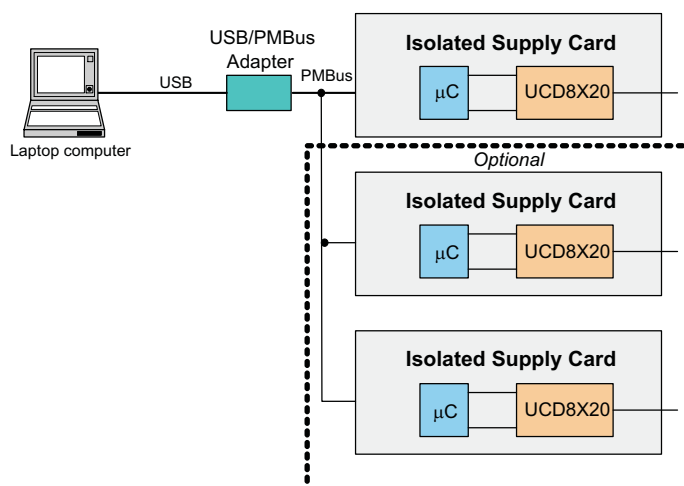 USB/PMBus
Adapter
USB
PMBus
Laptop computer
Isolated Supply Card
μC
UCD8X20
Optional
Isolated Supply Card
μC
UCD8X20
Isolated Supply Card
μC
UCD8X20